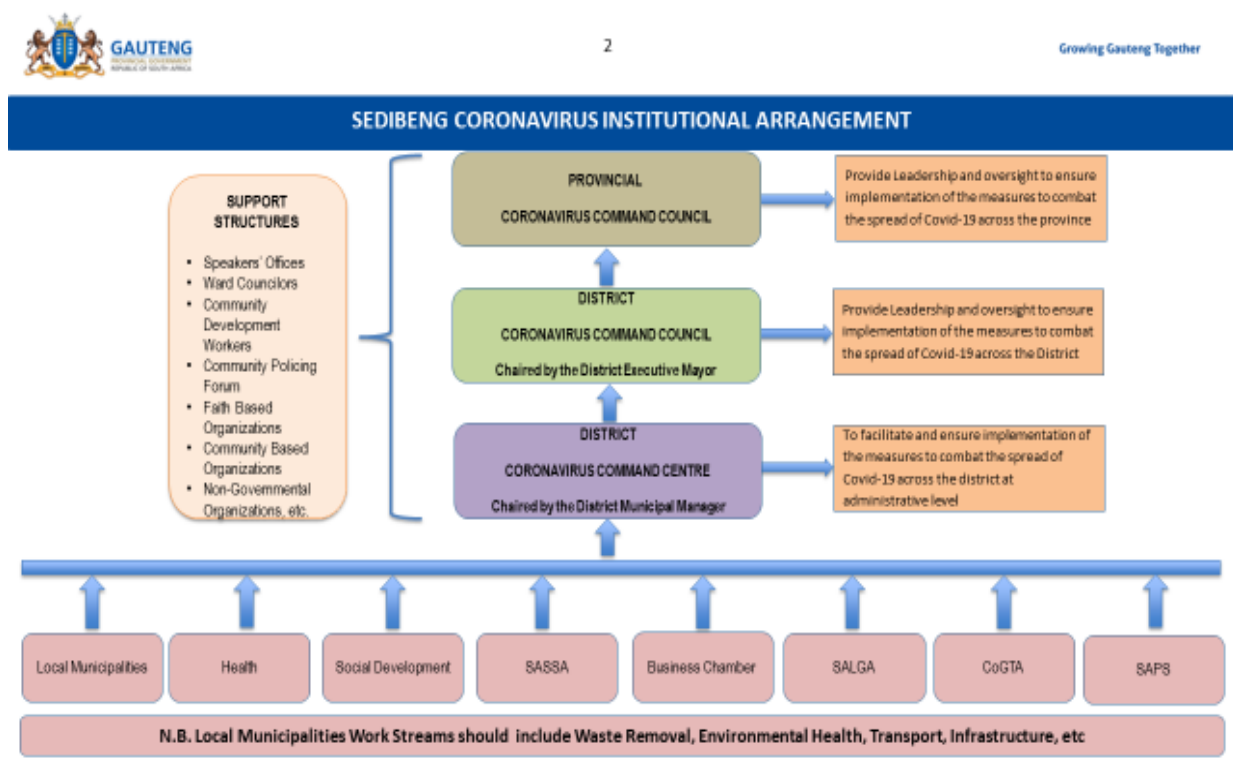 GAUTENG
PROVINCIAL GOVERNMENT
REPUBLIC OF SOUTH AFRICA
2
Growing Gauteng Together
SEDIBENG CORONAVIRUS INSTITUTIONAL ARRANGEMENT
SUPPORT
STRUCTURES
• Speakers' Offices
• Ward Councilors
• Community
Development
Workers
• Community Policing
Forum
• Faith Based
Organizations
• Community Based
Organizations
• Non-Governmental
Organizations, etc.
PROVINCIAL
CORONAVIRUS COMMAND COUNCIL
Provide Leadership and oversight to ensure
implementation of the measures to combat
the spread of Covid-19 across the province
DISTRICT
CORONAVIRUS COMMAND COUNCIL
Chaired by the District Executive Mayor
Provide Leadership and oversight to ensure
implementation of the measures to combat
the spread of Covid-19 across the District
DISTRICT
CORONAVIRUS COMMAND CENTRE
Chaired by the District Municipal Manager
To facilitate and ensure implementation of
the measures to combat the spread of
Covid-19 across the district at
administrative level
Local Municipalities
Health
Social Development
SASSA
Business Chamber
SALGA
CoGTA
SAPS
N.B. Local Municipalities Work Streams should include Waste Removal, Environmental Health, Transport, Infrastructure, etc